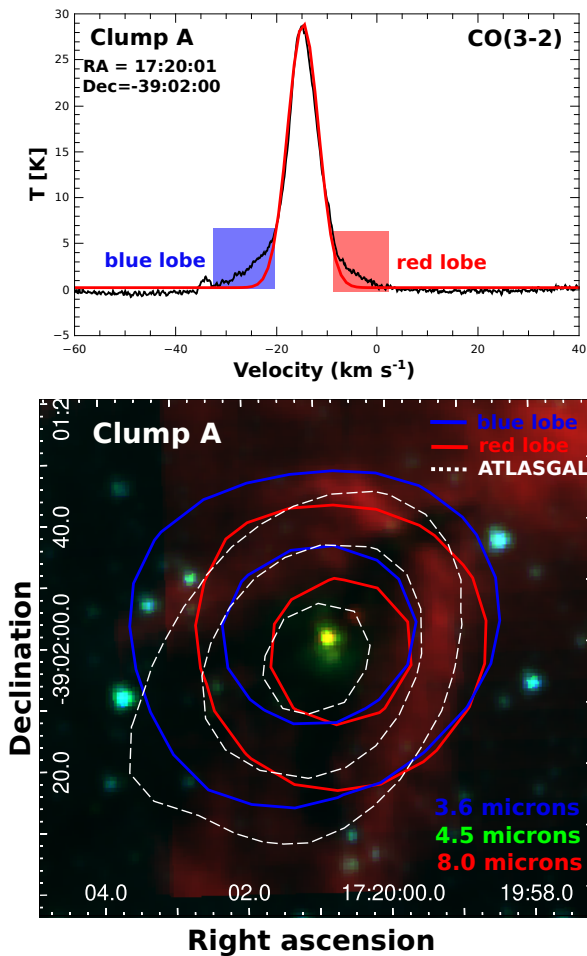 Clump A
CO(3-2)
RA = 17:20:01
Dec=-39:02:00
30
25
20
15
10
5
0
−5
T [K]
blue lobe
red lobe
−60
−40
−20
0
20
40
Velocity (km s⁻¹)
Clump A
blue lobe
red lobe
ATLASGAL
01:2
40.0
-39:02:00.0
20.0
Declination
3.6 microns
4.5 microns
8.0 microns
04.0
02.0
17:20:00.0
19:58.0
Right ascension